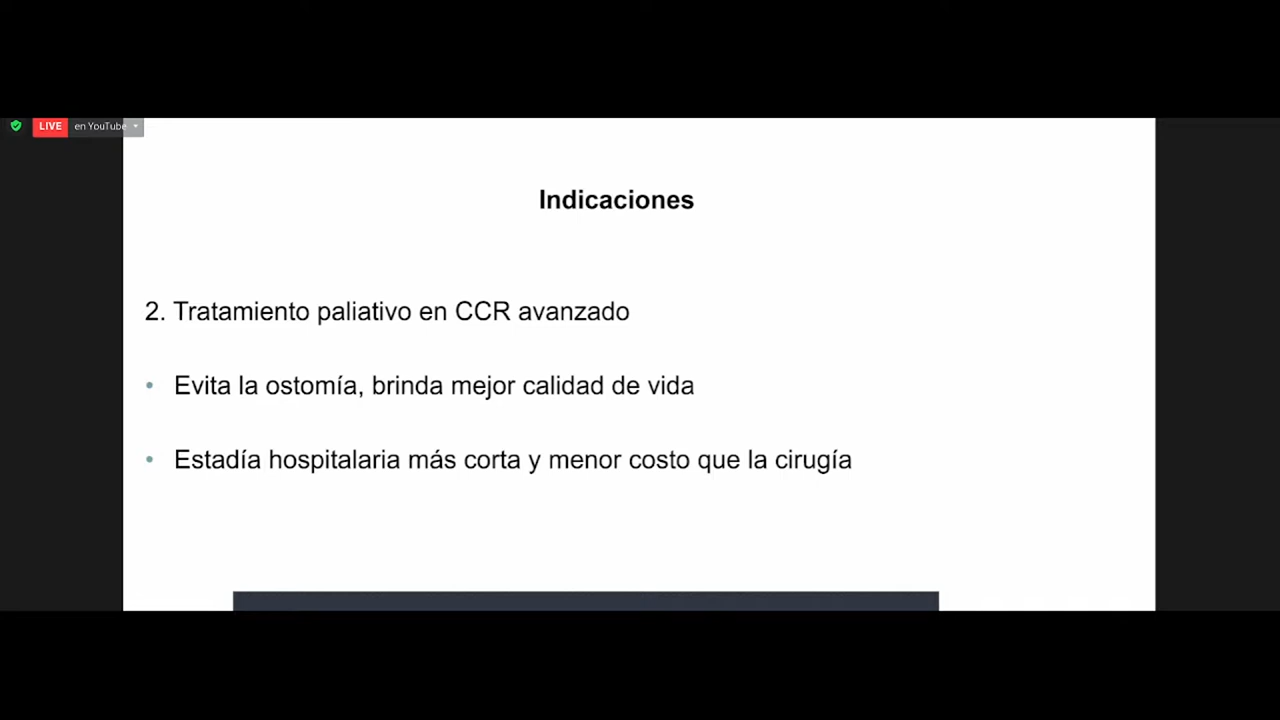 LIVE en YouTube
Indicaciones
2. Tratamiento paliativo en CCR avanzado
• Evita la ostomía, brinda mejor calidad de vida
• Estadía hospitalaria más corta y menor costo que la cirugía